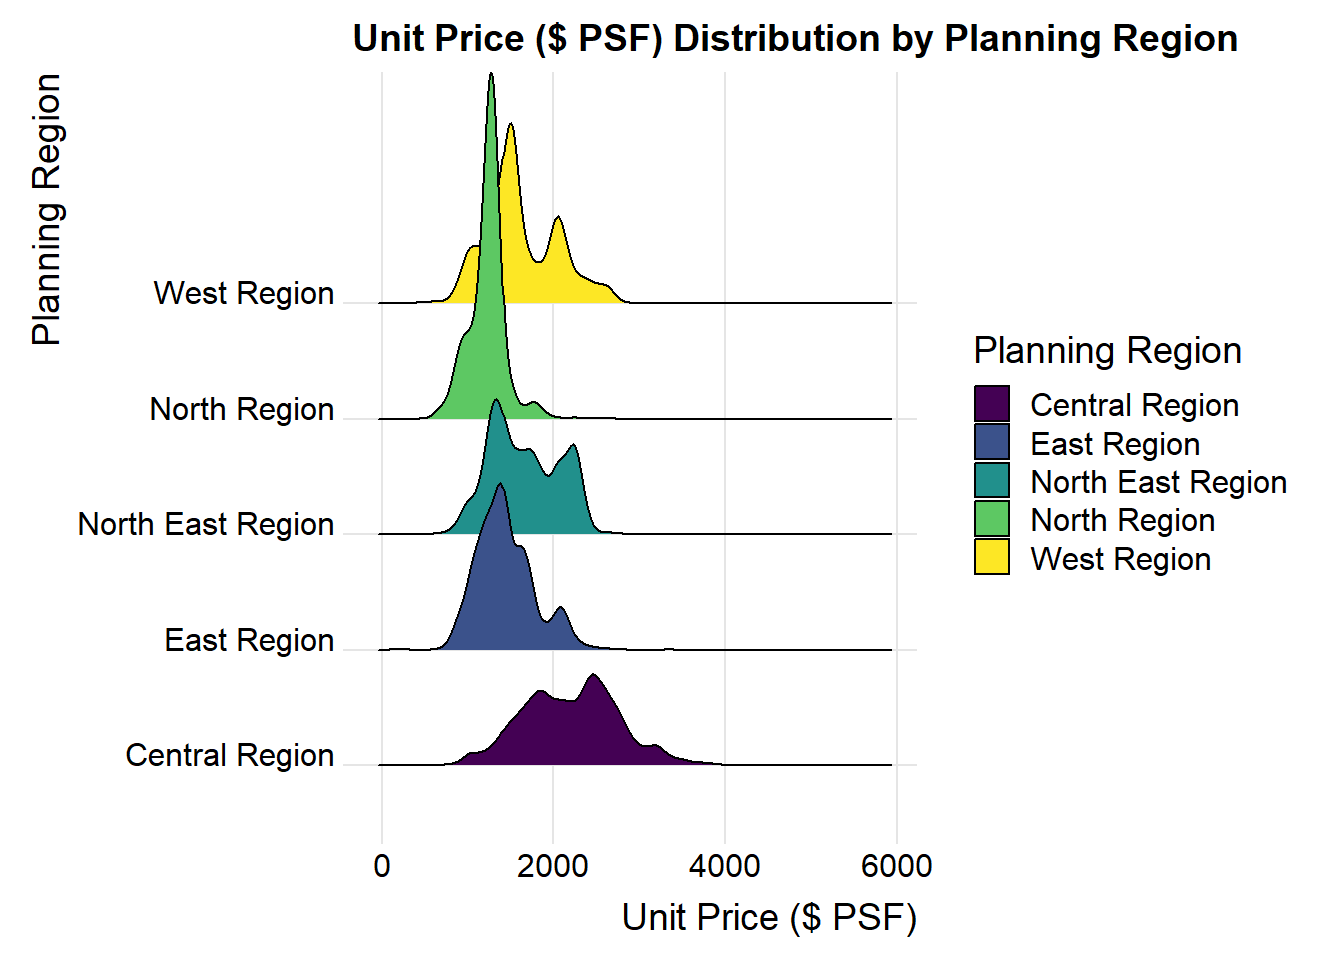 Unit Price ($ PSF) Distribution by Planning Region
Planning Region
West Region
North Region
North East Region
East Region
Central Region
0 2000 4000 6000
Unit Price ($ PSF)
Planning Region
Central Region
East Region
North East Region
North Region
West Region